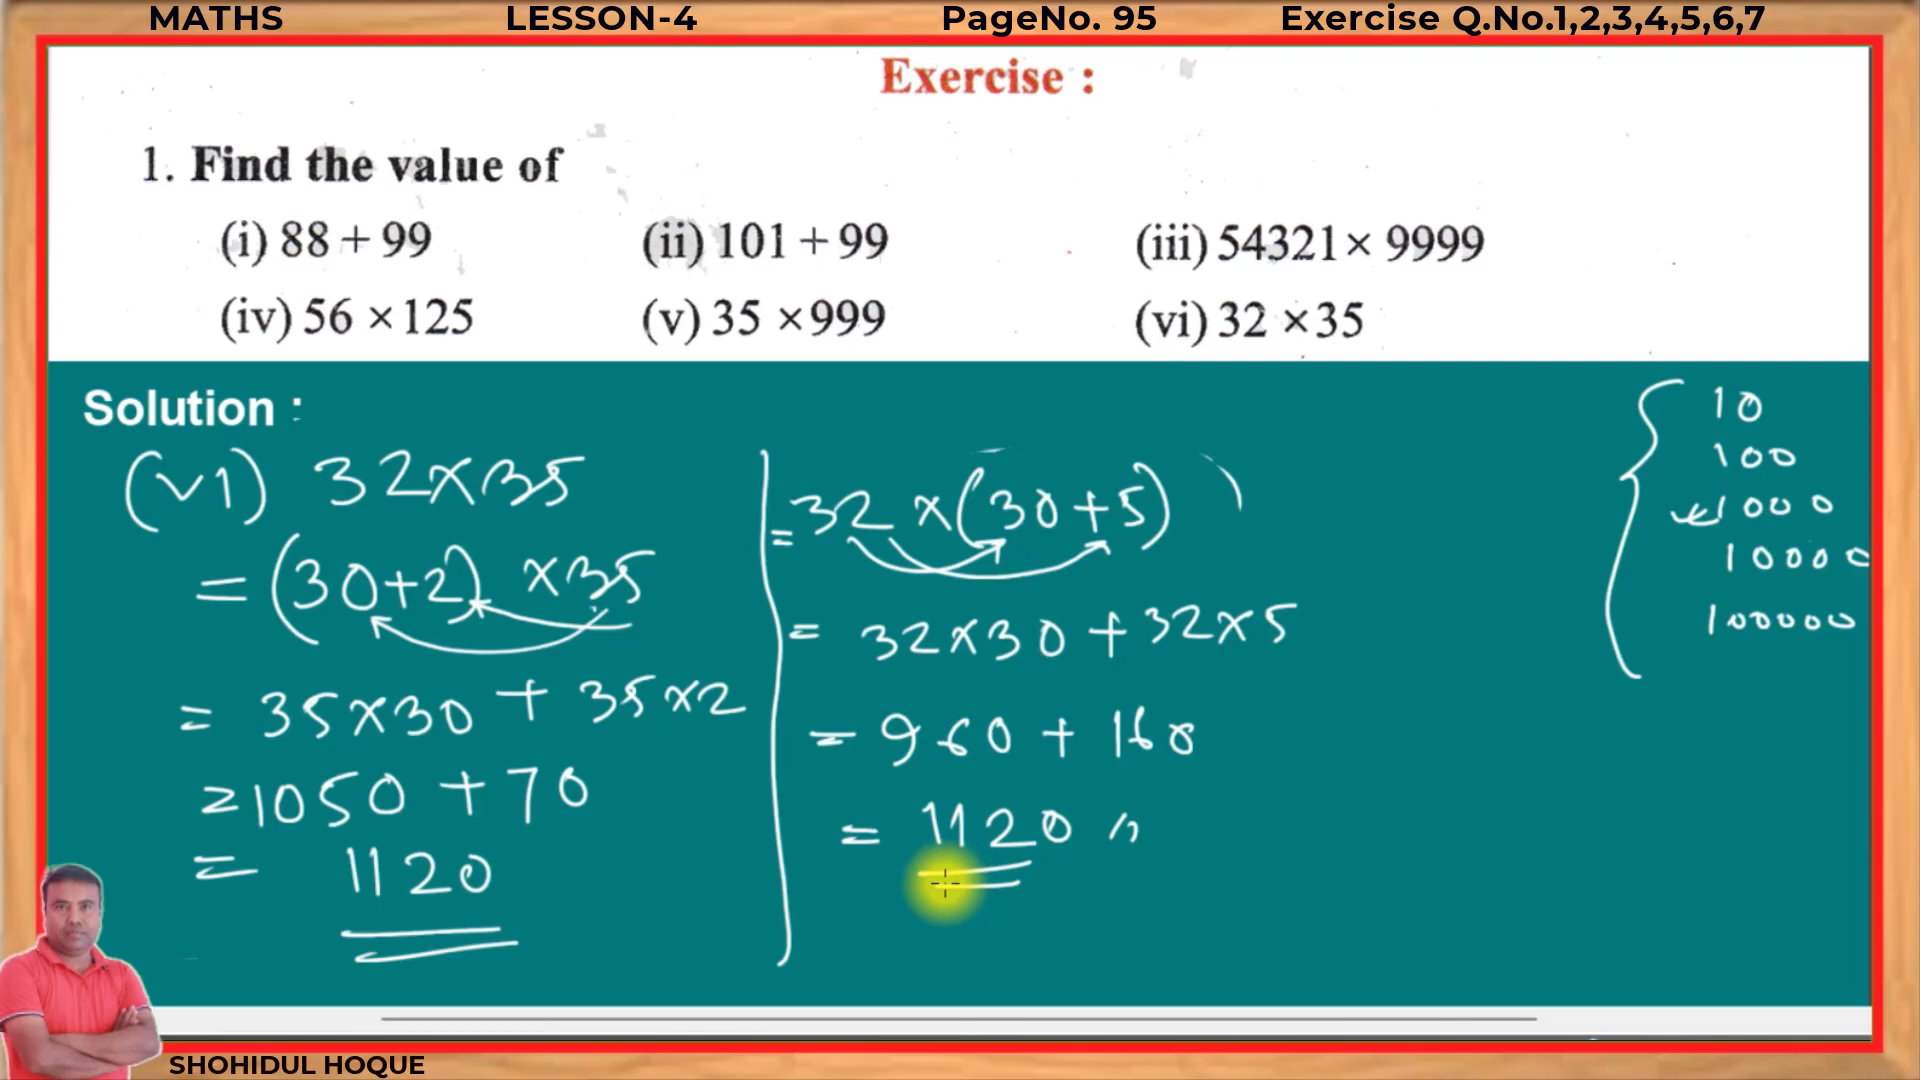 MATHS LESSON-4 PageNo. 95 Exercise Q.No.1,2,3,4,5,6,7
Exercise :
1. Find the value of
(i) 88 + 99 (ii) 101 + 99 (iii) 54321 × 9999
(iv) 56 × 125 (v) 35 × 999 (vi) 32 × 35
Solution :
(v1) 32×35
= (30+2) ×35
= 35×30 + 35×2
= 1050 + 70
= 1120
= 32 × (30+5)
= 32×30 + 32×5
= 960 + 160
= 1120 //
10
100
1000
10000
100000
SHOHIDUL HOQUE